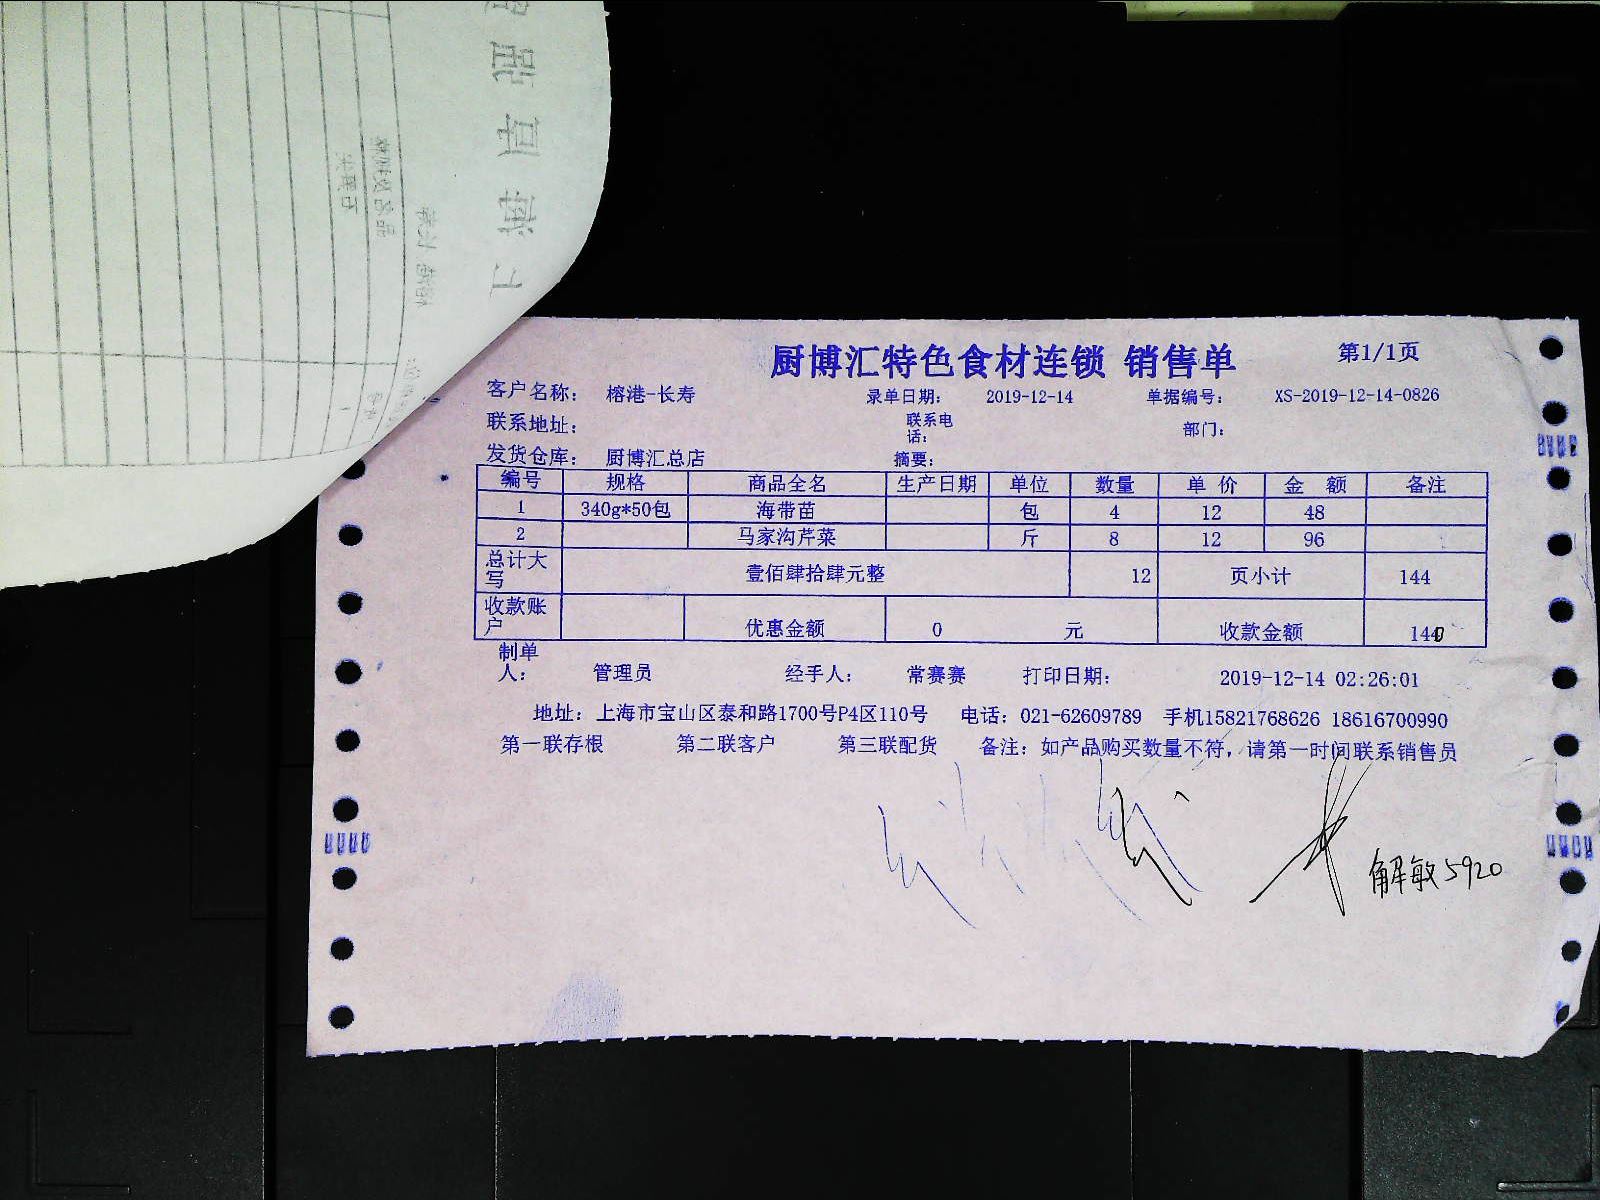 厨博汇特色食材连锁 销售单 第1/1页
客户名称: 榕港-长寿 录单日期: 2019-12-14 单据编号: XS-2019-12-14-0826
联系地址: 联系电话: 部门:
发货仓库: 厨博汇总店 摘要:
编号 规格 商品全名 生产日期 单位 数量 单价 金额 备注
1 340g*50包 海带苗 包 4 12 48
2 马家沟芹菜 斤 8 12 96
总计大写 壹佰肆拾肆元整 12 页小计 144
收款账户 优惠金额 0 元 收款金额 144
制单人: 管理员 经手人: 常赛赛 打印日期: 2019-12-14 02:26:01
地址: 上海市宝山区泰和路1700号P4区110号 电话: 021-62609789 手机15821768626 18616700990
第一联存根 第二联客户 第三联配货 备注: 如产品购买数量不符, 请第一时间联系销售员
解敏5920